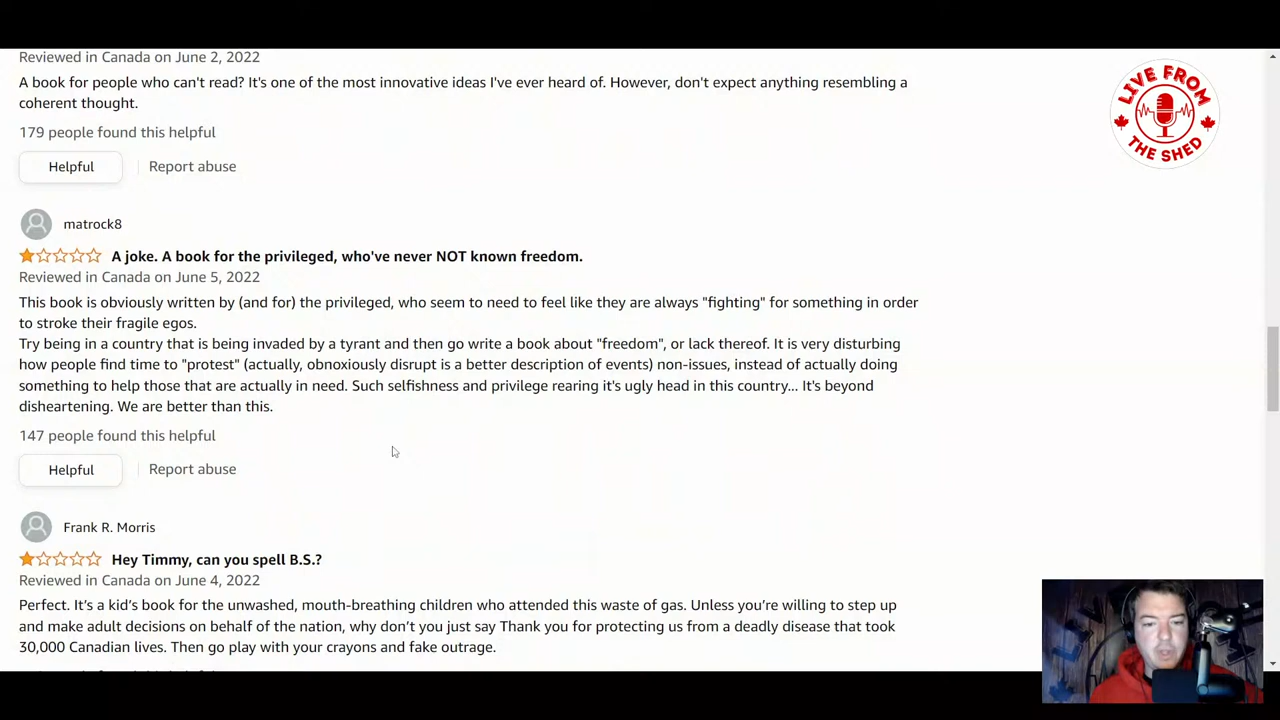 Reviewed in Canada on June 2, 2022
A book for people who can't read? It's one of the most innovative ideas I've ever heard of. However, don't expect anything resembling a
coherent thought.
179 people found this helpful
Helpful
Report abuse
LIVE FROM
THE SHED
matrock8
A joke. A book for the privileged, who've never NOT known freedom.
Reviewed in Canada on June 5, 2022
This book is obviously written by (and for) the privileged, who seem to need to feel like they are always "fighting" for something in order
to stroke their fragile egos.
Try being in a country that is being invaded by a tyrant and then go write a book about "freedom", or lack thereof. It is very disturbing
how people find time to "protest" (actually, obnoxiously disrupt is a better description of events) non-issues, instead of actually doing
something to help those that are actually in need. Such selfishness and privilege rearing it's ugly head in this country... It's beyond
disheartening. We are better than this.
147 people found this helpful
Helpful
Report abuse
Frank R. Morris
Hey Timmy, can you spell B.S.?
Reviewed in Canada on June 4, 2022
Perfect. It’s a kid’s book for the unwashed, mouth-breathing children who attended this waste of gas. Unless you’re willing to step up
and make adult decisions on behalf of the nation, why don’t you just say Thank you for protecting us from a deadly disease that took
30,000 Canadian lives. Then go play with your crayons and fake outrage.